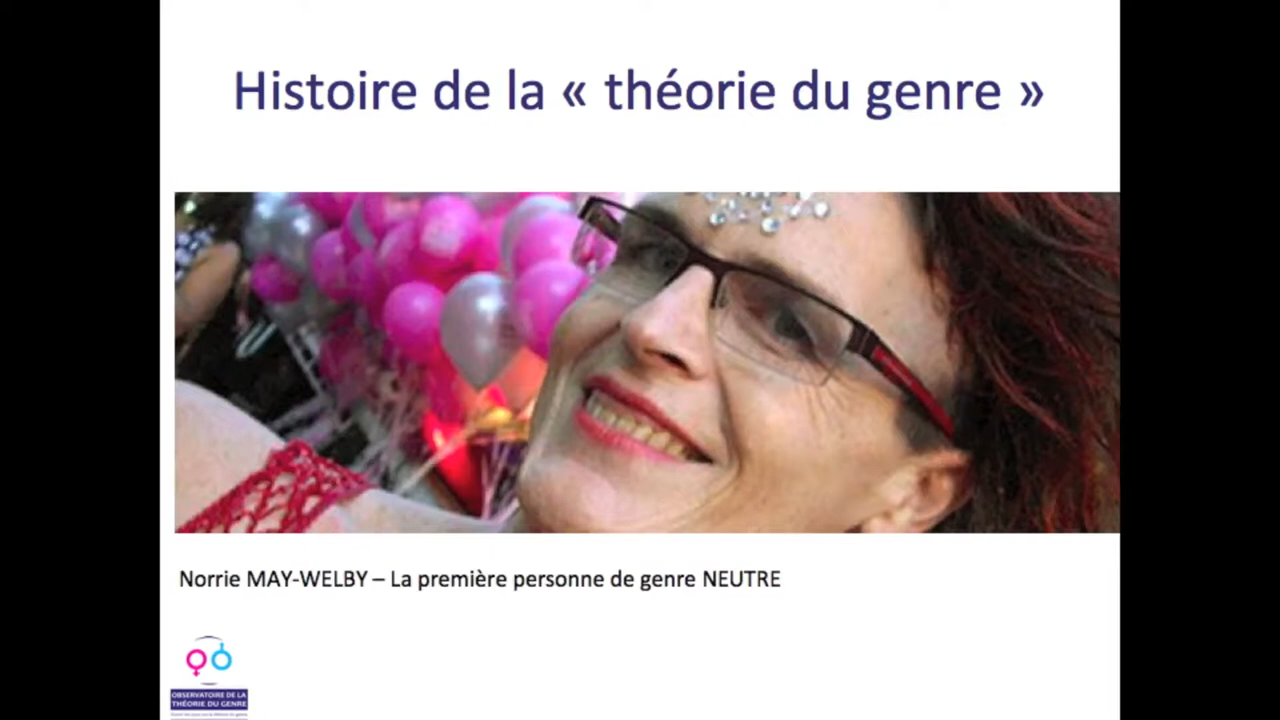 Histoire de la « théorie du genre »
Norrie MAY-WELBY – La première personne de genre NEUTRE
OBSERVATOIRE DE LA
THÉORIE DU GENRE